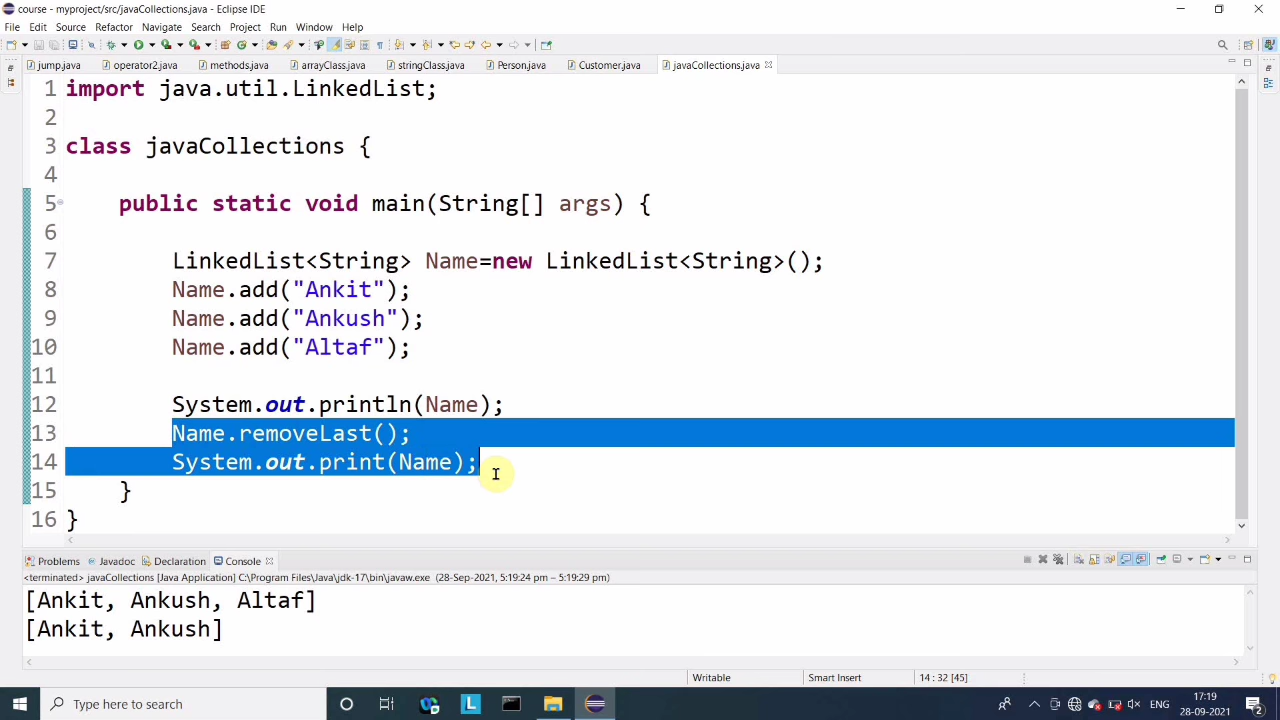 course - myproject/src/javaCollections.java - Eclipse IDE
File Edit Source Refactor Navigate Search Project Run Window Help
jump.java operator2.java methods.java arrayClass.java stringClass.java Person.java Customer.java javaCollections.java
1 import java.util.LinkedList;
2
3 class javaCollections {
4
5 public static void main(String[] args) {
6
7 LinkedList<String> Name=new LinkedList<String>();
8 Name.add("Ankit");
9 Name.add("Ankush");
10 Name.add("Altaf");
11
12 System.out.println(Name);
13 Name.removeLast();
14 System.out.print(Name);
15 }
16 }
Problems Javadoc Declaration Console
<terminated> javaCollections [Java Application] C:\Program Files\Java\jdk-17\bin\javaw.exe (28-Sep-2021, 5:19:24 pm – 5:19:29 pm)
[Ankit, Ankush, Altaf]
[Ankit, Ankush]
Writable Smart Insert 14 : 32 [45]
Type here to search
L
ENG
17:19
28-09-2021
2